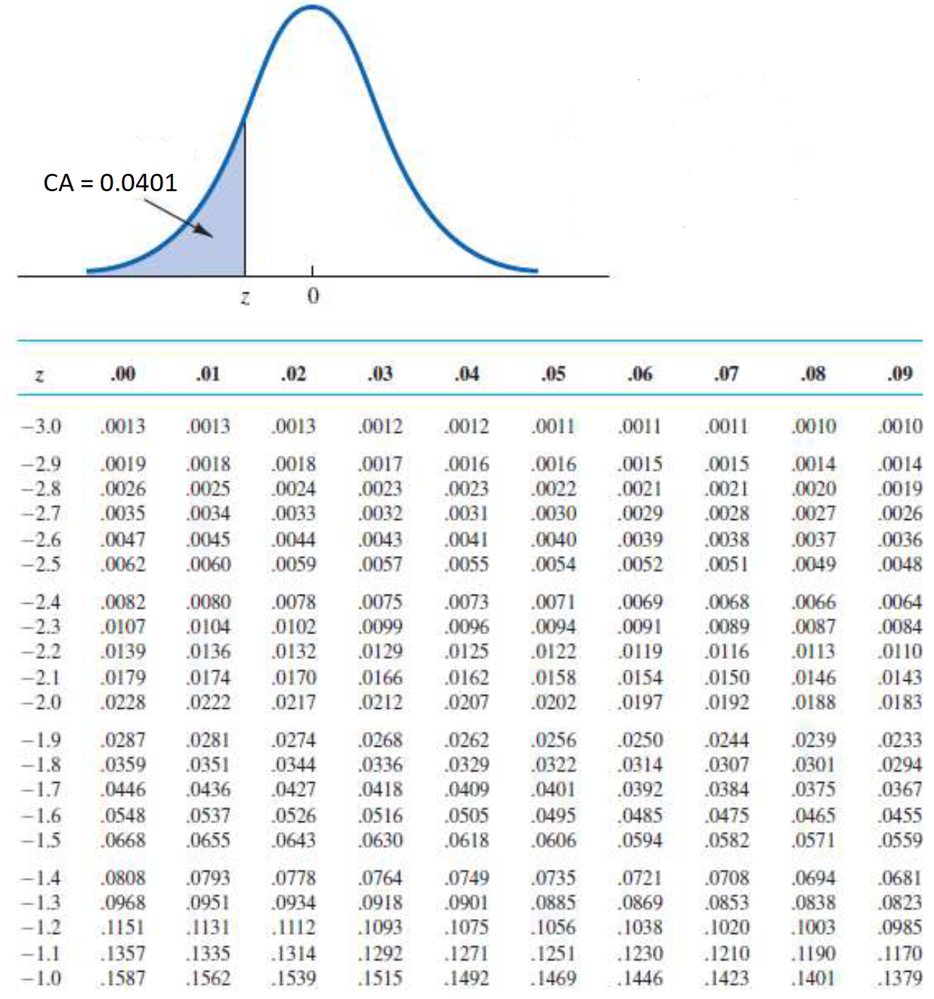 CA = 0.0401
z 0
z .00 .01 .02 .03 .04 .05 .06 .07 .08 .09
−3.0 .0013 .0013 .0013 .0012 .0012 .0011 .0011 .0011 .0010 .0010
−2.9 .0019 .0018 .0018 .0017 .0016 .0016 .0015 .0015 .0014 .0014
−2.8 .0026 .0025 .0024 .0023 .0023 .0022 .0021 .0021 .0020 .0019
−2.7 .0035 .0034 .0033 .0032 .0031 .0030 .0029 .0028 .0027 .0026
−2.6 .0047 .0045 .0044 .0043 .0041 .0040 .0039 .0038 .0037 .0036
−2.5 .0062 .0060 .0059 .0057 .0055 .0054 .0052 .0051 .0049 .0048
−2.4 .0082 .0080 .0078 .0075 .0073 .0071 .0069 .0068 .0066 .0064
−2.3 .0107 .0104 .0102 .0099 .0096 .0094 .0091 .0089 .0087 .0084
−2.2 .0139 .0136 .0132 .0129 .0125 .0122 .0119 .0116 .0113 .0110
−2.1 .0179 .0174 .0170 .0166 .0162 .0158 .0154 .0150 .0146 .0143
−2.0 .0228 .0222 .0217 .0212 .0207 .0202 .0197 .0192 .0188 .0183
−1.9 .0287 .0281 .0274 .0268 .0262 .0256 .0250 .0244 .0239 .0233
−1.8 .0359 .0351 .0344 .0336 .0329 .0322 .0314 .0307 .0301 .0294
−1.7 .0446 .0436 .0427 .0418 .0409 .0401 .0392 .0384 .0375 .0367
−1.6 .0548 .0537 .0526 .0516 .0505 .0495 .0485 .0475 .0465 .0455
−1.5 .0668 .0655 .0643 .0630 .0618 .0606 .0594 .0582 .0571 .0559
−1.4 .0808 .0793 .0778 .0764 .0749 .0735 .0721 .0708 .0694 .0681
−1.3 .0968 .0951 .0934 .0918 .0901 .0885 .0869 .0853 .0838 .0823
−1.2 .1151 .1131 .1112 .1093 .1075 .1056 .1038 .1020 .1003 .0985
−1.1 .1357 .1335 .1314 .1292 .1271 .1251 .1230 .1210 .1190 .1170
−1.0 .1587 .1562 .1539 .1515 .1492 .1469 .1446 .1423 .1401 .1379